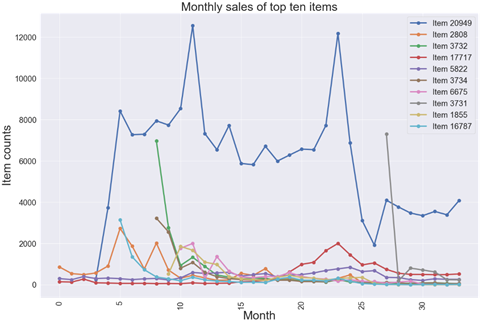 Monthly sales of top ten items
Item counts
12000
10000
8000
6000
4000
2000
0
Item 20949
Item 2808
Item 3732
Item 17717
Item 5822
Item 3734
Item 6675
Item 3731
Item 1855
Item 16787
0 5 10 15 20 25 30
Month